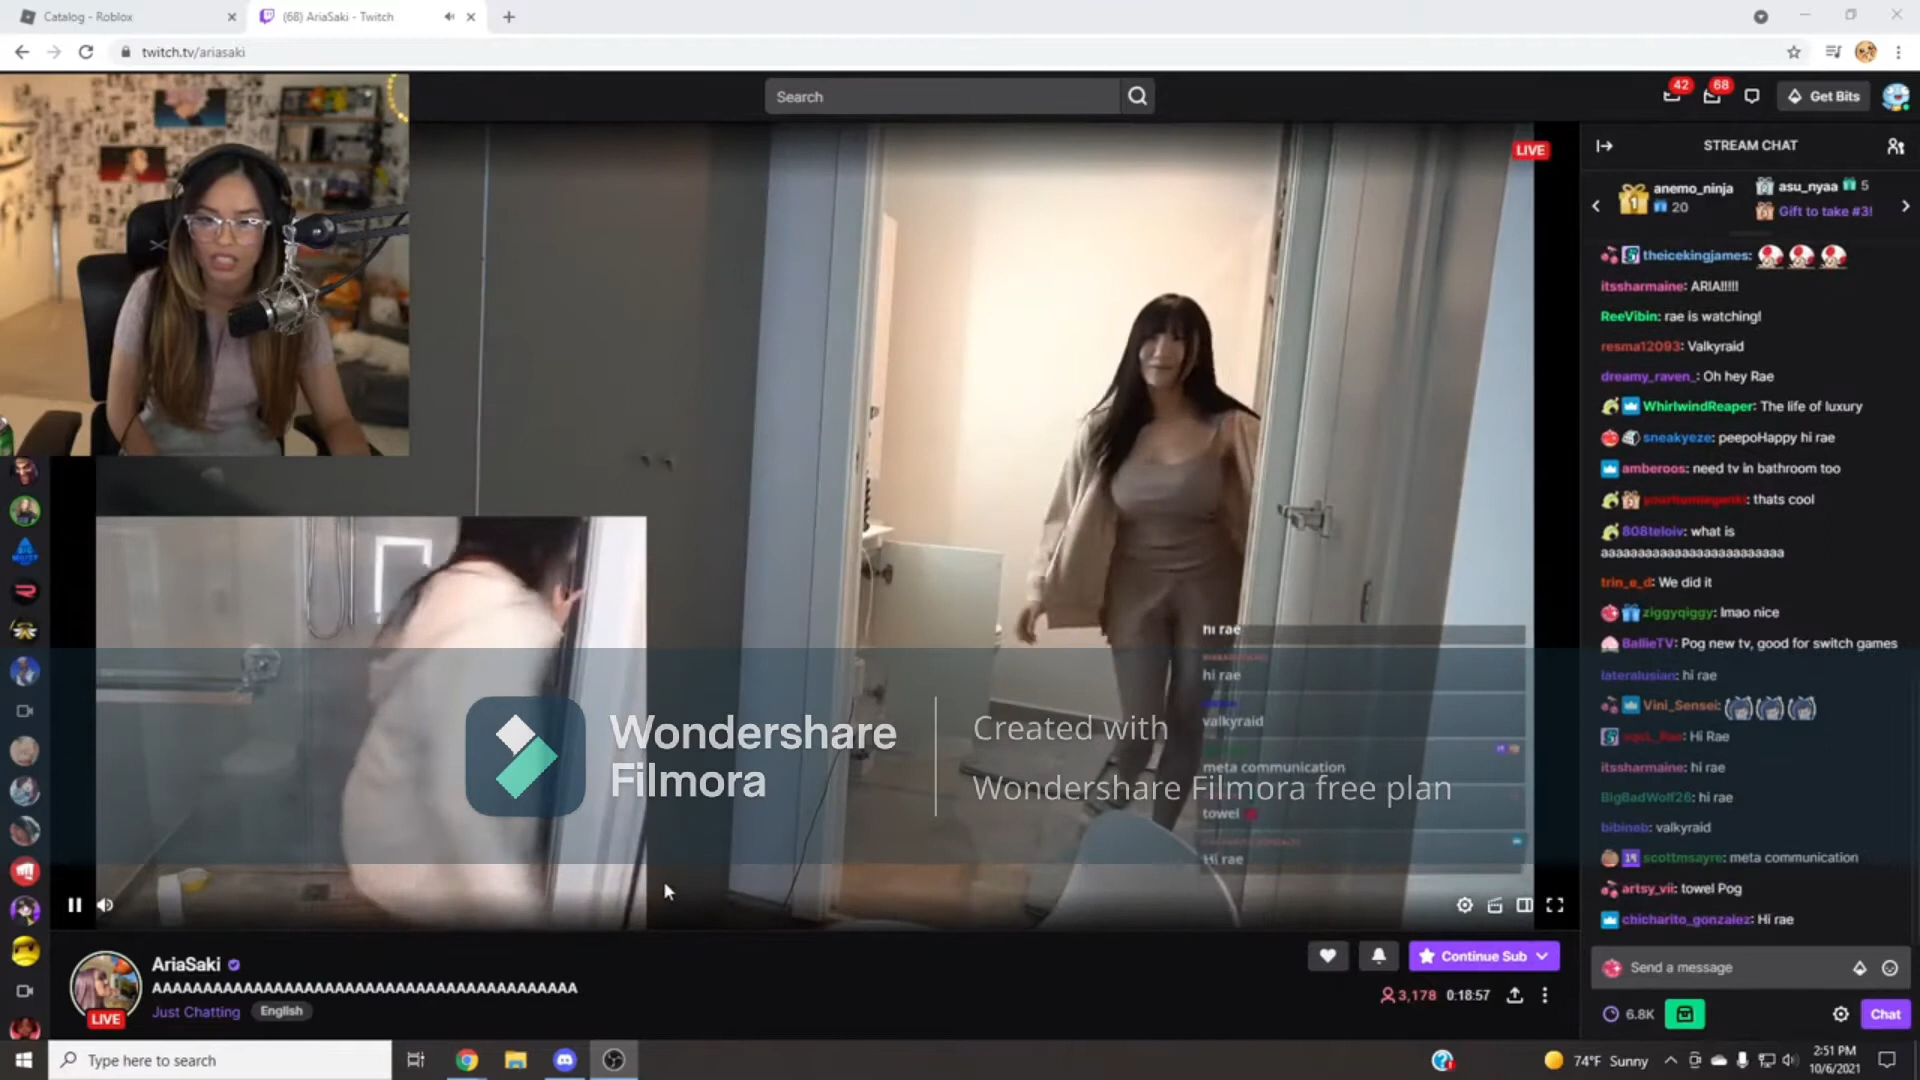 Catalog - Roblox
(68) AriaSaki - Twitch
twitch.tv/ariasaki
Search
42
68
Get Bits
LIVE
STREAM CHAT
anemo_ninja
20
asu_nyaa 5
Gift to take #3!
theicekingjames:
itssharmaine: ARIA!!!!!
ReeVibin: rae is watching!
resma12093: Valkyraid
dreamy_raven_: Oh hey Rae
WhirlwindReaper: The life of luxury
sneakyeze: peepoHappy hi rae
amberoos: need tv in bathroom too
thats cool
808teloiv: what is
aaaaaaaaaaaaaaaaaaaaaaaaaa
trin_e_d: We did it
ziggyqiggy: lmao nice
BallieTV: Pog new tv, good for switch games
lateralusian: hi rae
Vini_Sensei:
Hi Rae
itssharmaine: hi rae
BigBadWolf26: hi rae
bibineb: valkyraid
scottmsayre: meta communication
artsy_vii: towel Pog
chicharito_gonzalez: Hi rae
hi rae
hi rae
valkyraid
meta communication
towel
Hi rae
Wondershare
Filmora
Created with
Wondershare Filmora free plan
AriaSaki
AAAAAAAAAAAAAAAAAAAAAAAAAAAAAAAAAAAAAAAAA
Just Chatting
English
LIVE
Continue Sub
3,178
0:18:57
Send a message
6.8K
Chat
Type here to search
74°F Sunny
2:51 PM
10/6/2021